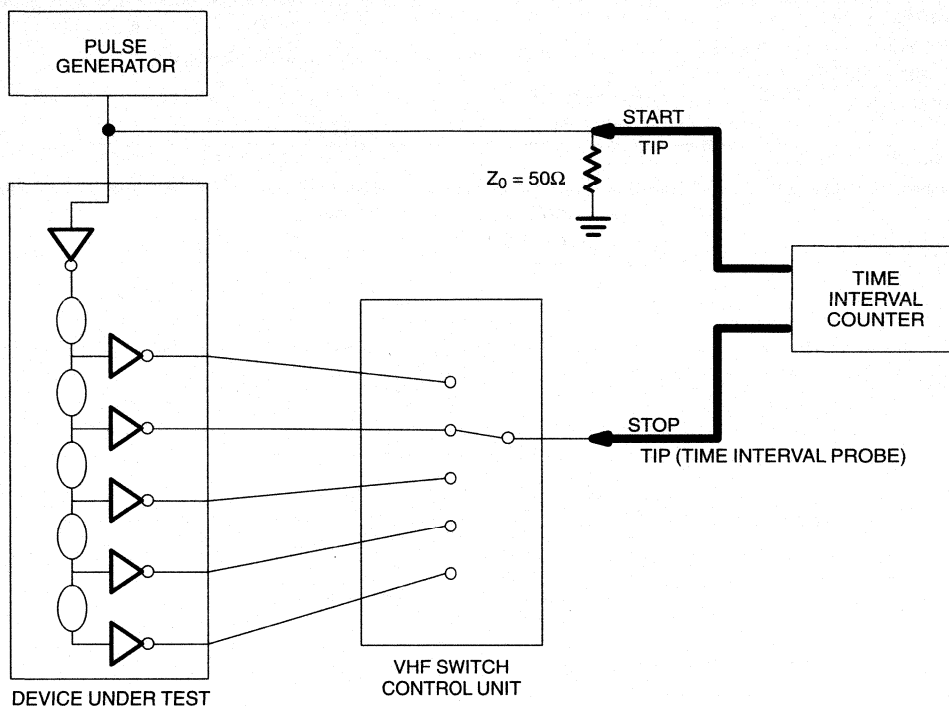 PULSE
GENERATOR
START
TIP
Z₀ = 50Ω
TIME
INTERVAL
COUNTER
STOP
TIP (TIME INTERVAL PROBE)
VHF SWITCH
CONTROL UNIT
DEVICE UNDER TEST